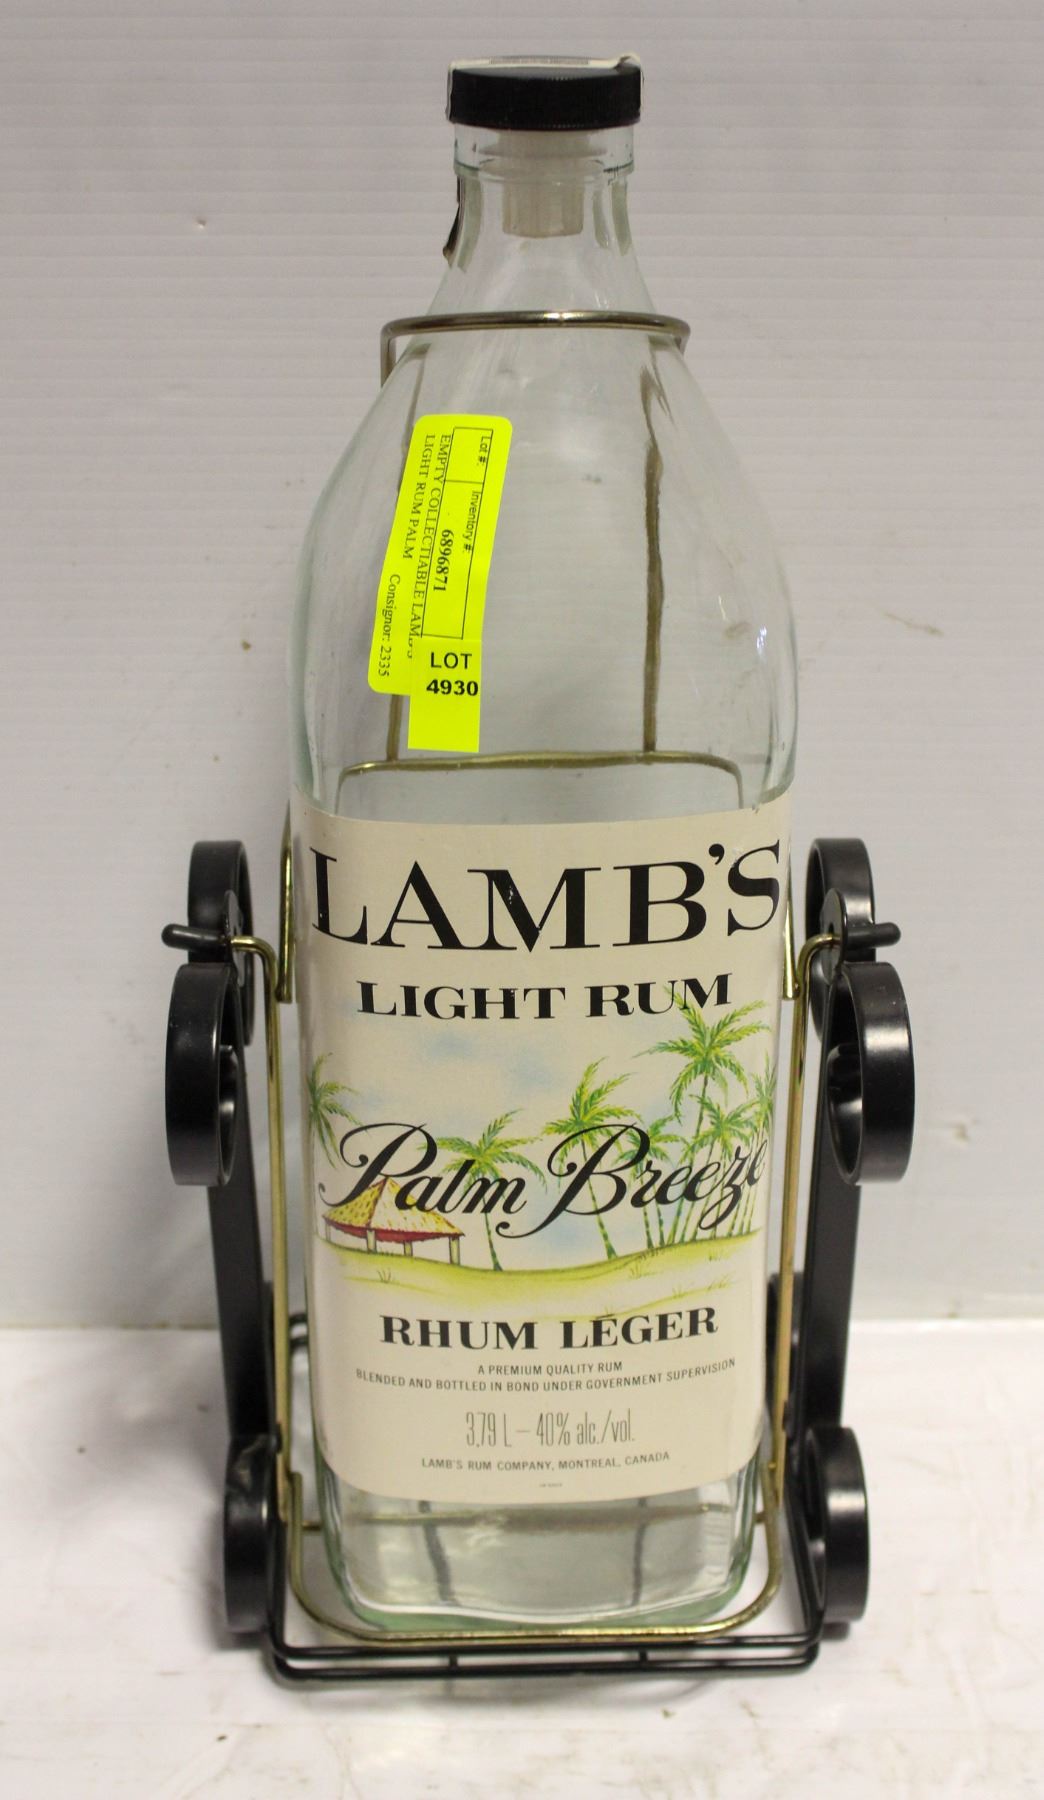 Lot #: Inventory #:
6896871
EMPTY COLLECTIABLE LAMB'S
LIGHT RUM PALM Consignor: 2335
LOT
4930
LAMB'S
LIGHT RUM
Palm Breeze
RHUM LÉGER
A PREMIUM QUALITY RUM
BLENDED AND BOTTLED IN BOND UNDER GOVERNMENT SUPERVISION
3,79 L – 40% alc./vol.
LAMB'S RUM COMPANY, MONTREAL, CANADA